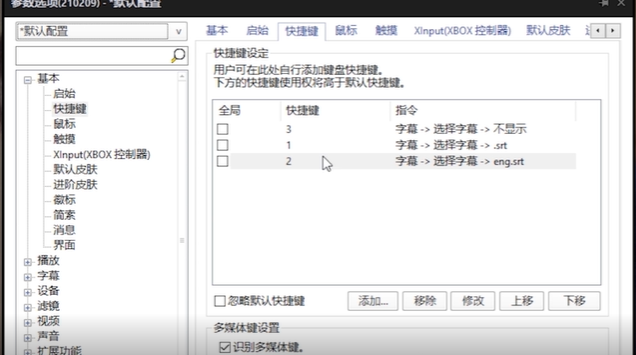 参数选项(210209) - *默认配置
*默认配置
基本
启始
快捷键
鼠标
触摸
XInput(XBOX 控制器)
默认皮肤
进阶皮肤
徽标
简素
消息
界面
播放
字幕
设备
滤镜
视频
声音
扩展功能
基本 启始 快捷键 鼠标 触摸 XInput(XBOX 控制器) 默认皮肤
快捷键设定
用户可在此处自行添加键盘快捷键。
下方的快捷键使用权将高于默认快捷键。
全局 快捷键 指令
3 字幕 -> 选择字幕 -> 不显示
1 字幕 -> 选择字幕 -> .srt
2 字幕 -> 选择字幕 -> eng.srt
忽略默认快捷键 添加... 移除 修改 上移 下移
多媒体键设置
识别多媒体键。